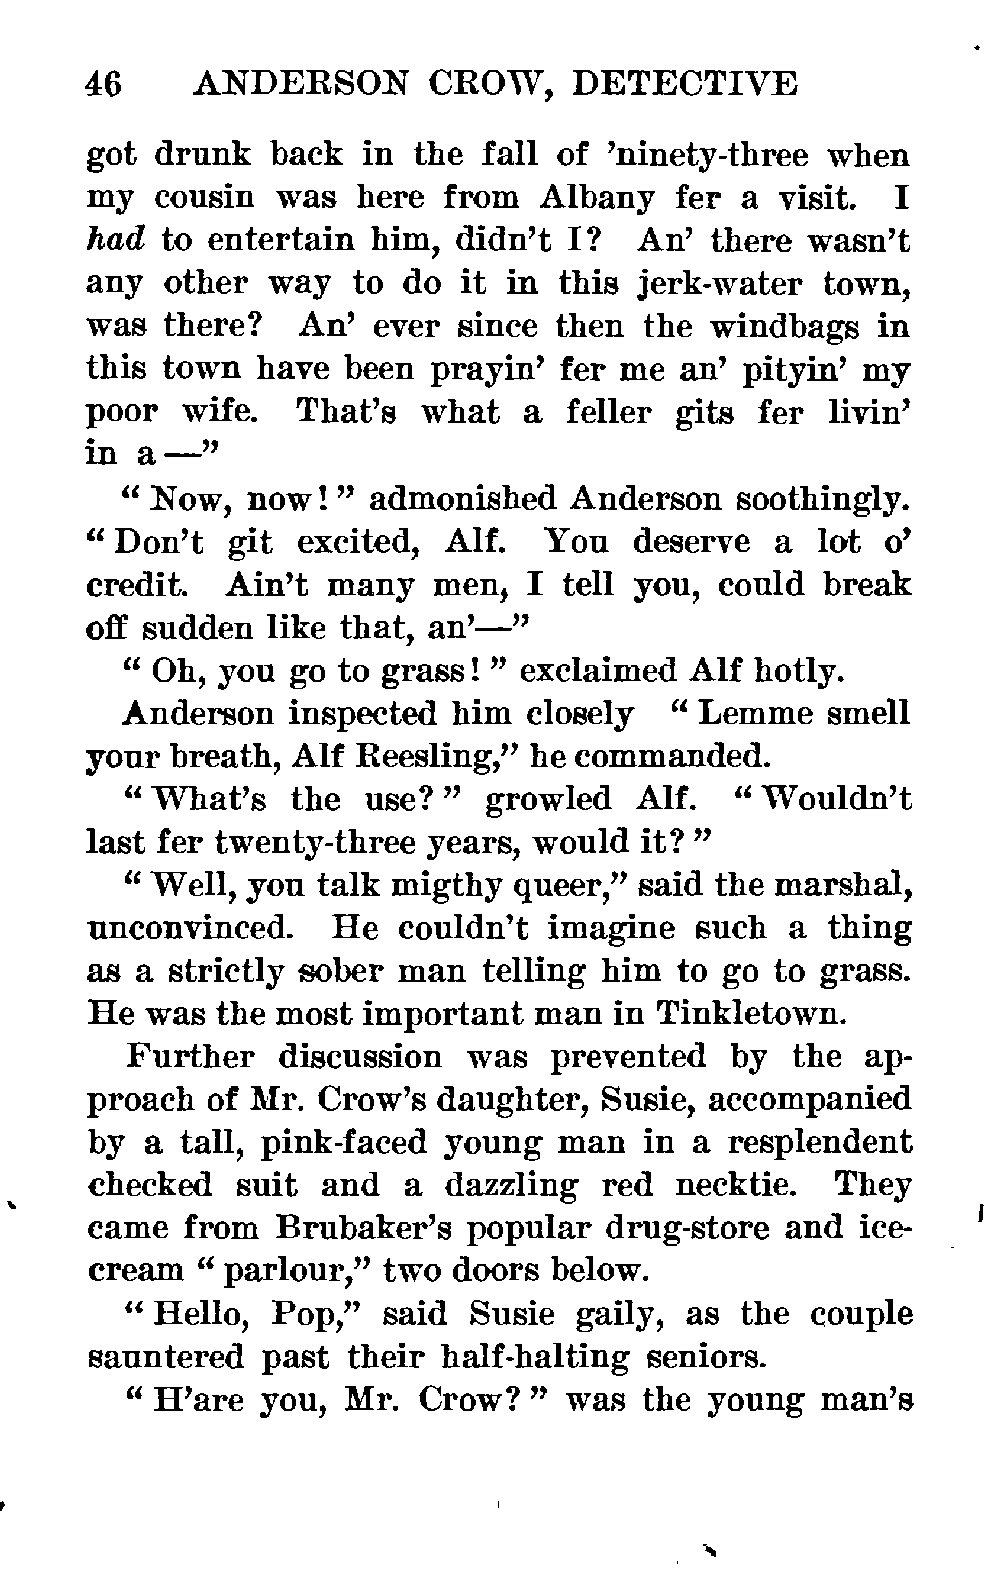 46 ANDERSON CROW, DETECTIVE
got drunk back in the fall of ’ninety-three when
my cousin was here from Albany fer a visit. I
had to entertain him, didn’t I? An’ there wasn’t
any other way to do it in this jerk-water town,
was there? An’ ever since then the windbags in
this town have been prayin’ fer me an’ pityin’ my
poor wife. That’s what a feller gits fer livin’
in a —”
“ Now, now! ” admonished Anderson soothingly.
“ Don’t git excited, Alf. You deserve a lot o’
credit. Ain’t many men, I tell you, could break
off sudden like that, an’—”
“ Oh, you go to grass! ” exclaimed Alf hotly.
Anderson inspected him closely “ Lemme smell
your breath, Alf Reesling,” he commanded.
“ What’s the use? ” growled Alf. “ Wouldn’t
last fer twenty-three years, would it? ”
“ Well, you talk migthy queer,” said the marshal,
unconvinced. He couldn’t imagine such a thing
as a strictly sober man telling him to go to grass.
He was the most important man in Tinkletown.
Further discussion was prevented by the ap-
proach of Mr. Crow’s daughter, Susie, accompanied
by a tall, pink-faced young man in a resplendent
checked suit and a dazzling red necktie. They
came from Brubaker’s popular drug-store and ice-
cream “ parlour,” two doors below.
“ Hello, Pop,” said Susie gaily, as the couple
sauntered past their half-halting seniors.
“ H’are you, Mr. Crow? ” was the young man’s